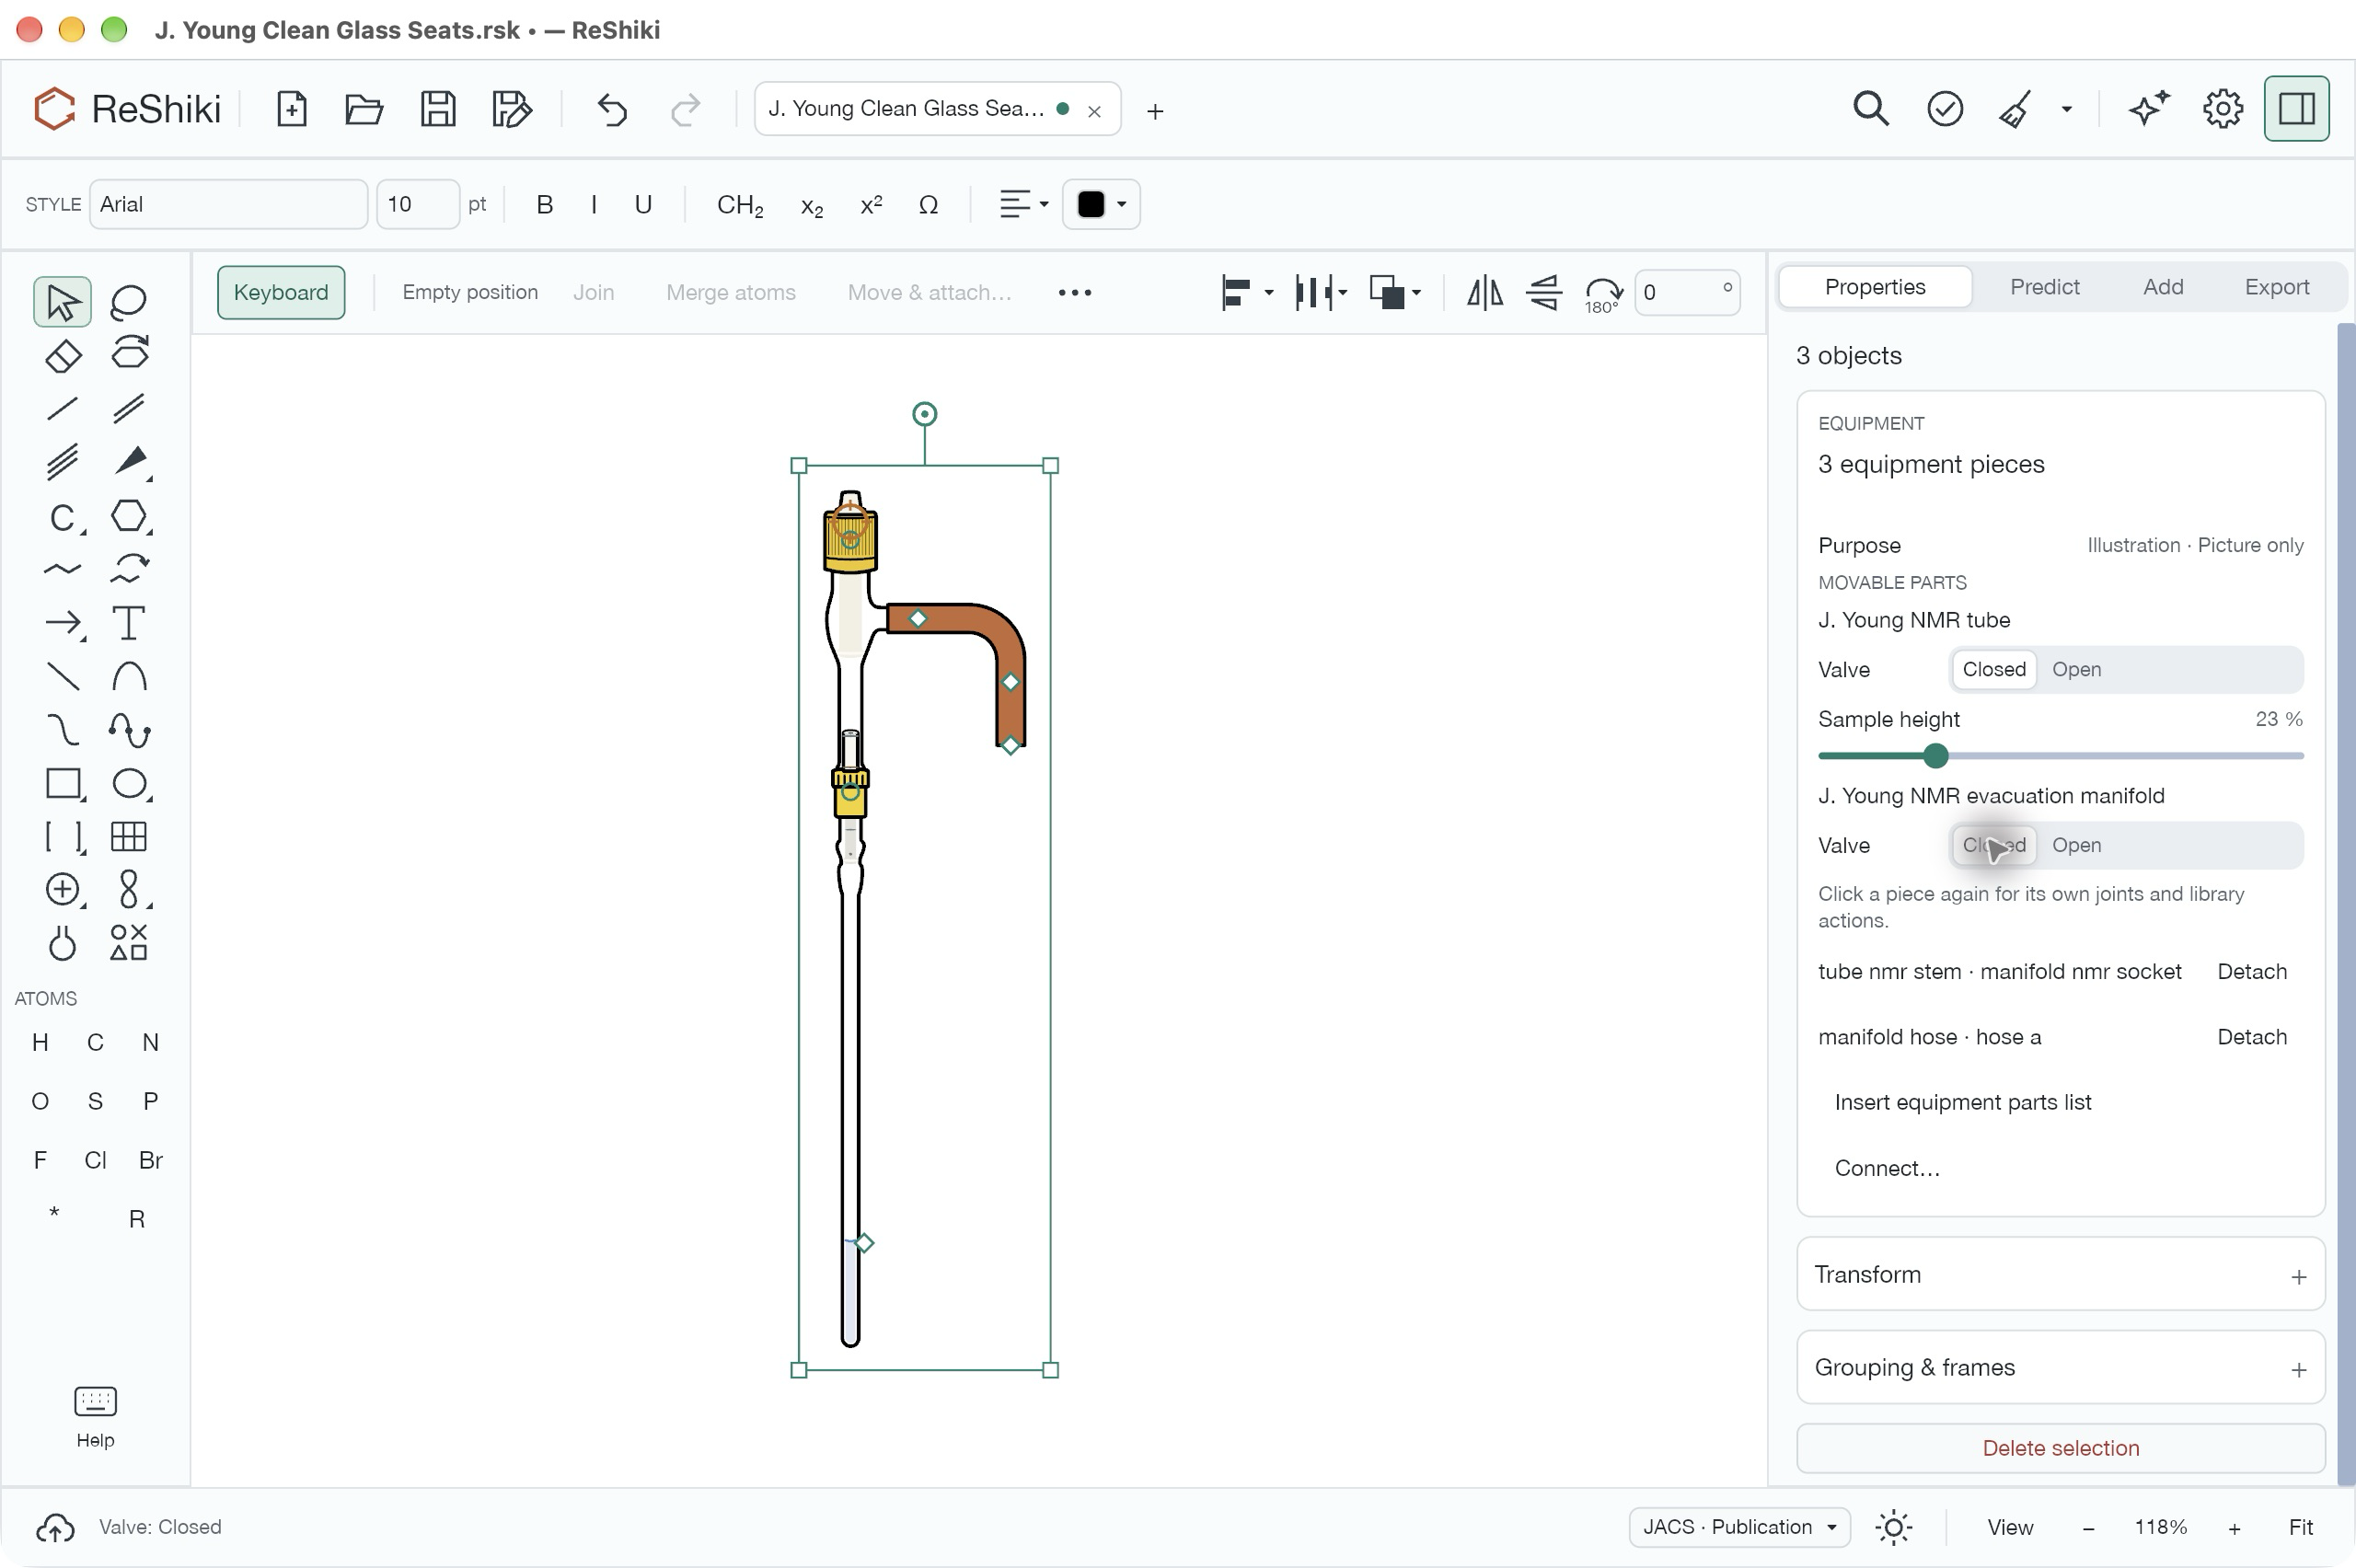 J. Young Clean Glass Seats.rsk • — ReShiki
ReShiki
J. Young Clean Glass Sea... × +
STYLE Arial 10 pt B I U CH₂ x₂ x² Ω
Keyboard Empty position Join Merge atoms Move & attach... ••• 180° 0 °
Properties Predict Add Export
3 objects
EQUIPMENT
3 equipment pieces
Purpose Illustration · Picture only
MOVABLE PARTS
J. Young NMR tube
Valve Closed Open
Sample height 23 %
J. Young NMR evacuation manifold
Valve Closed Open
Click a piece again for its own joints and library
actions.
tube nmr stem · manifold nmr socket Detach
manifold hose · hose a Detach
Insert equipment parts list
Connect...
Transform +
Grouping & frames +
Delete selection
C
T
ATOMS
H C N
O S P
F Cl Br
* R
Help
Valve: Closed
JACS · Publication View − 118% + Fit